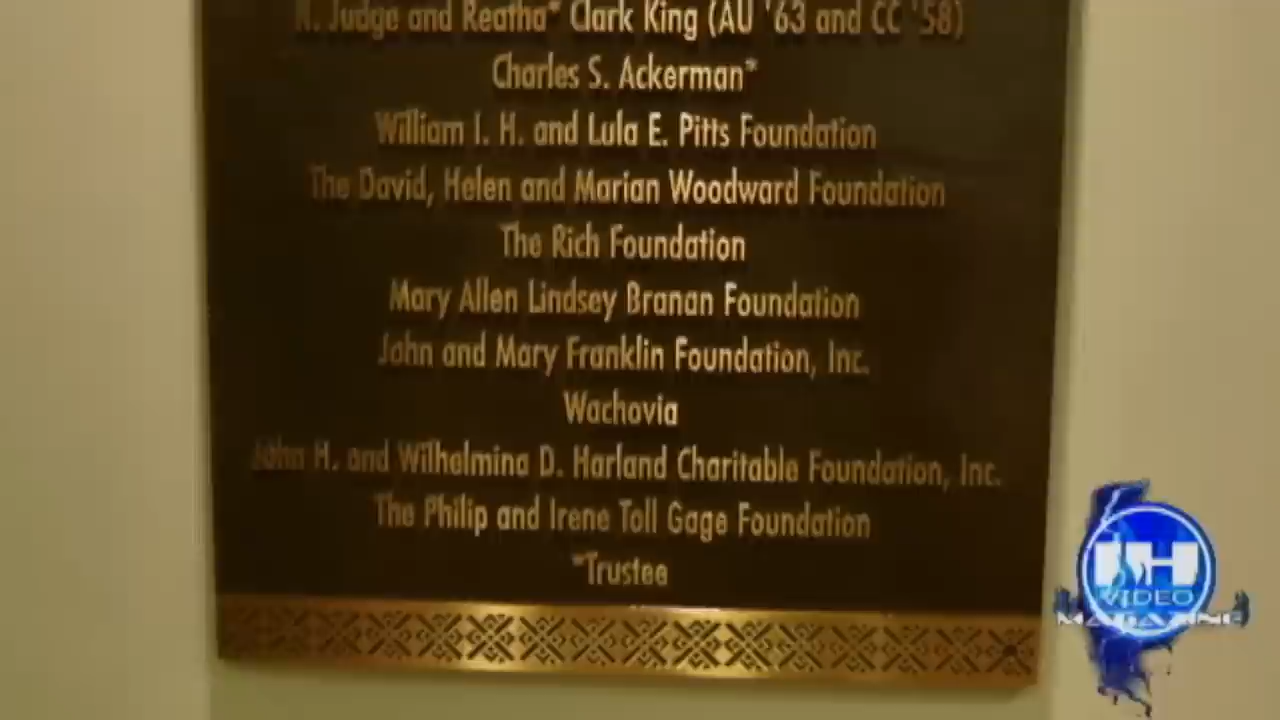 N. Judge and Reatha* Clark King (AU '63 and CC '58)
Charles S. Ackerman*
William I. H. and Lula E. Pitts Foundation
The David, Helen and Marian Woodward Foundation
The Rich Foundation
Mary Allen Lindsey Branan Foundation
John and Mary Franklin Foundation, Inc.
Wachovia
John H. and Wilhelmina D. Harland Charitable Foundation, Inc.
The Philip and Irene Toll Gage Foundation
*Trustee
VIDEO
MAGAZINE